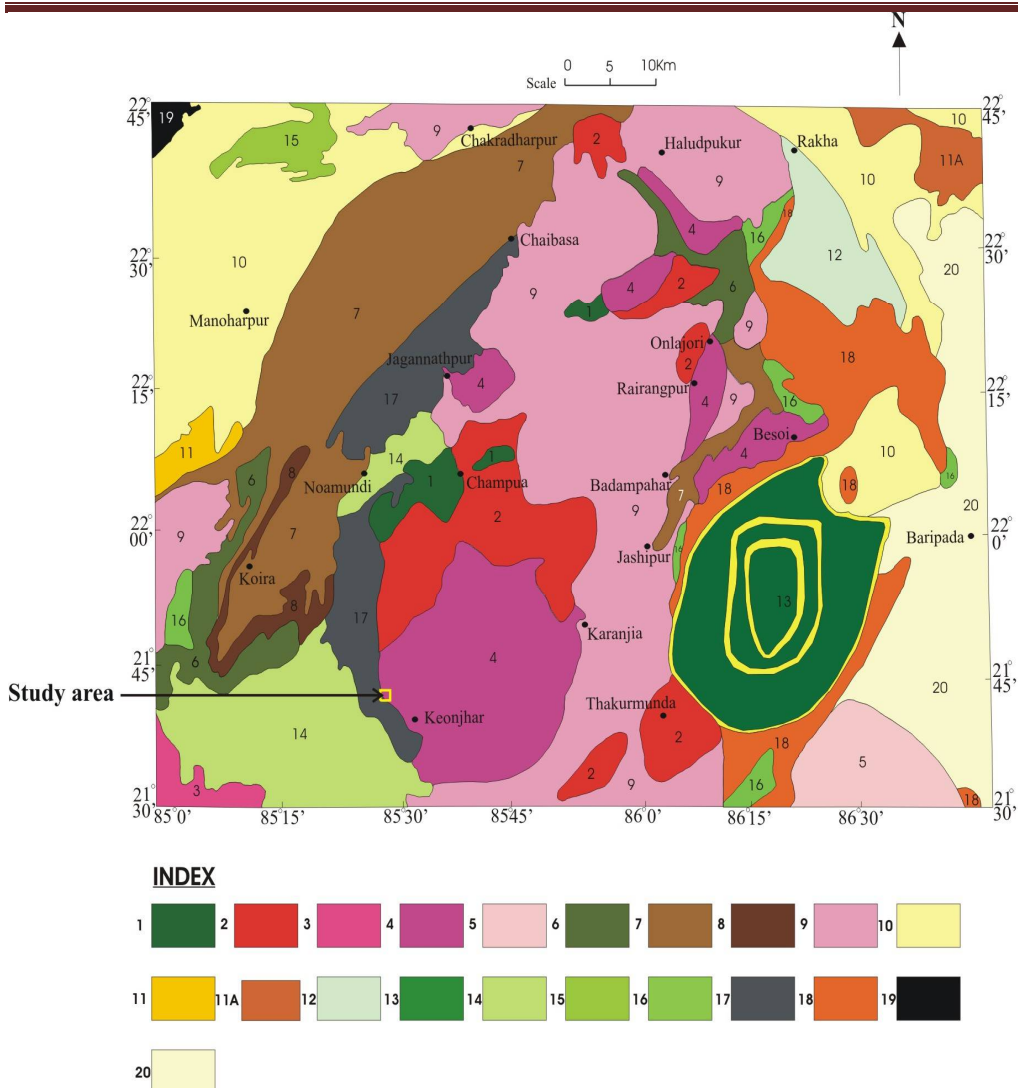 N
Scale 0 5 10Km
22° 45'
22° 45'
19
15
9
Chakradharpur
7
2
Haludpukur
9
Rakha
10
11A
10
10
Manoharpur
22° 30'
22° 30'
Chaibasa
7
9
4
6
16
18
12
20
4
2
1
9
18
Onlajori
2
Rairangpur
4
9
16
Jagannathpur
4
17
22° 15'
22° 15'
Besoi
4
10
11
6
8
14
Noamundi
1
1
Champua
2
Badampahar
7
18
18
16
20
9
7
22° 00'
22° 0'
9
Koira
Jashipur
16
Baripada
13
8
17
16
6
Karanjia
4
21° 45'
21° 45'
Study area
Keonjhar
Thakurmunda
2
20
14
18
5
3
2
9
16
18
21° 30'
21° 30'
85°0' 85°15' 85°30' 85°45' 86°0' 86°15' 86°30'
INDEX
1 2 3 4 5 6 7 8 9 10
11 11A 12 13 14 15 16 17 18 19
20